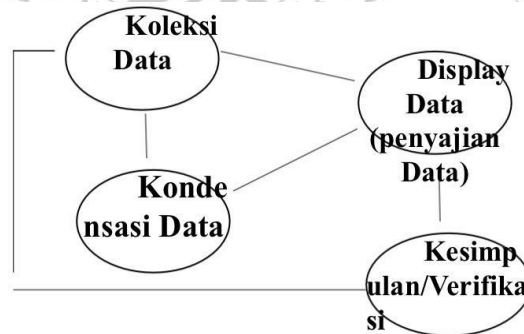 Koleksi
Data
Display
Data
(penyajian
Data)
Konde
nsasi Data
Kesimp
ulan/Verifika
si